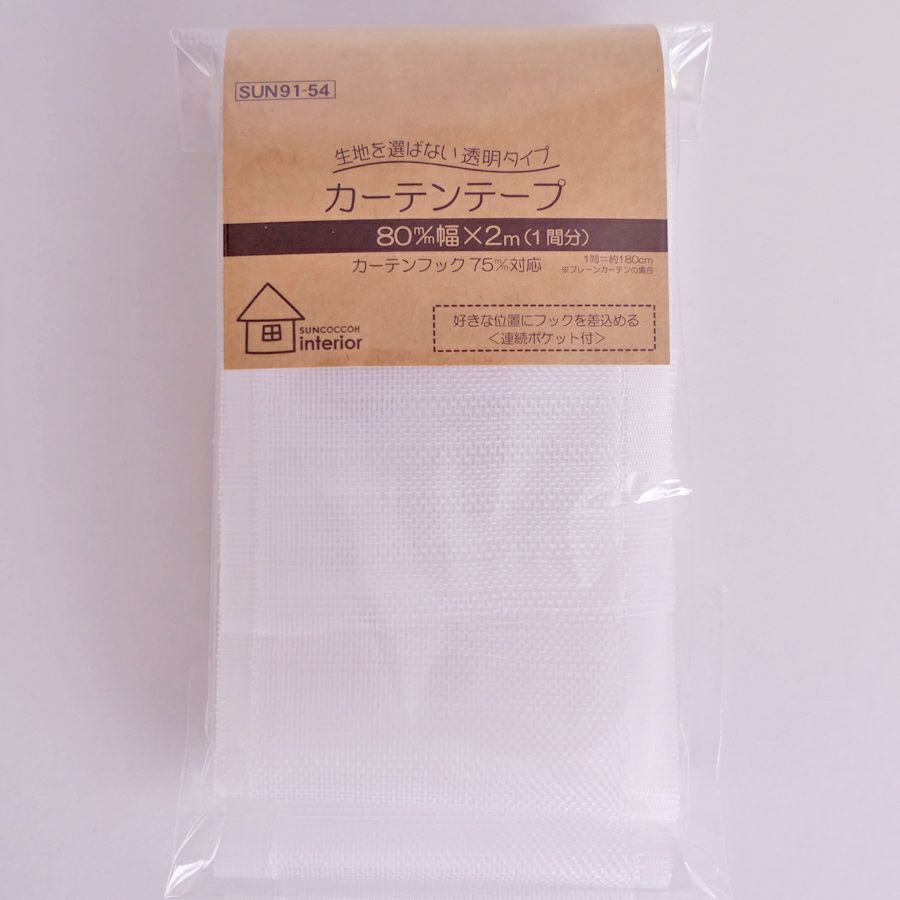 SUN91-54
生地を選ばない透明タイプ
カーテンテープ
80m/m幅×2m(1間分)
カーテンフック75m/m対応
1間=約180cm
※プレーンカーテンの場合
SUNCOCCOH
interior
好きな位置にフックを差込める
<連続ポケット付>